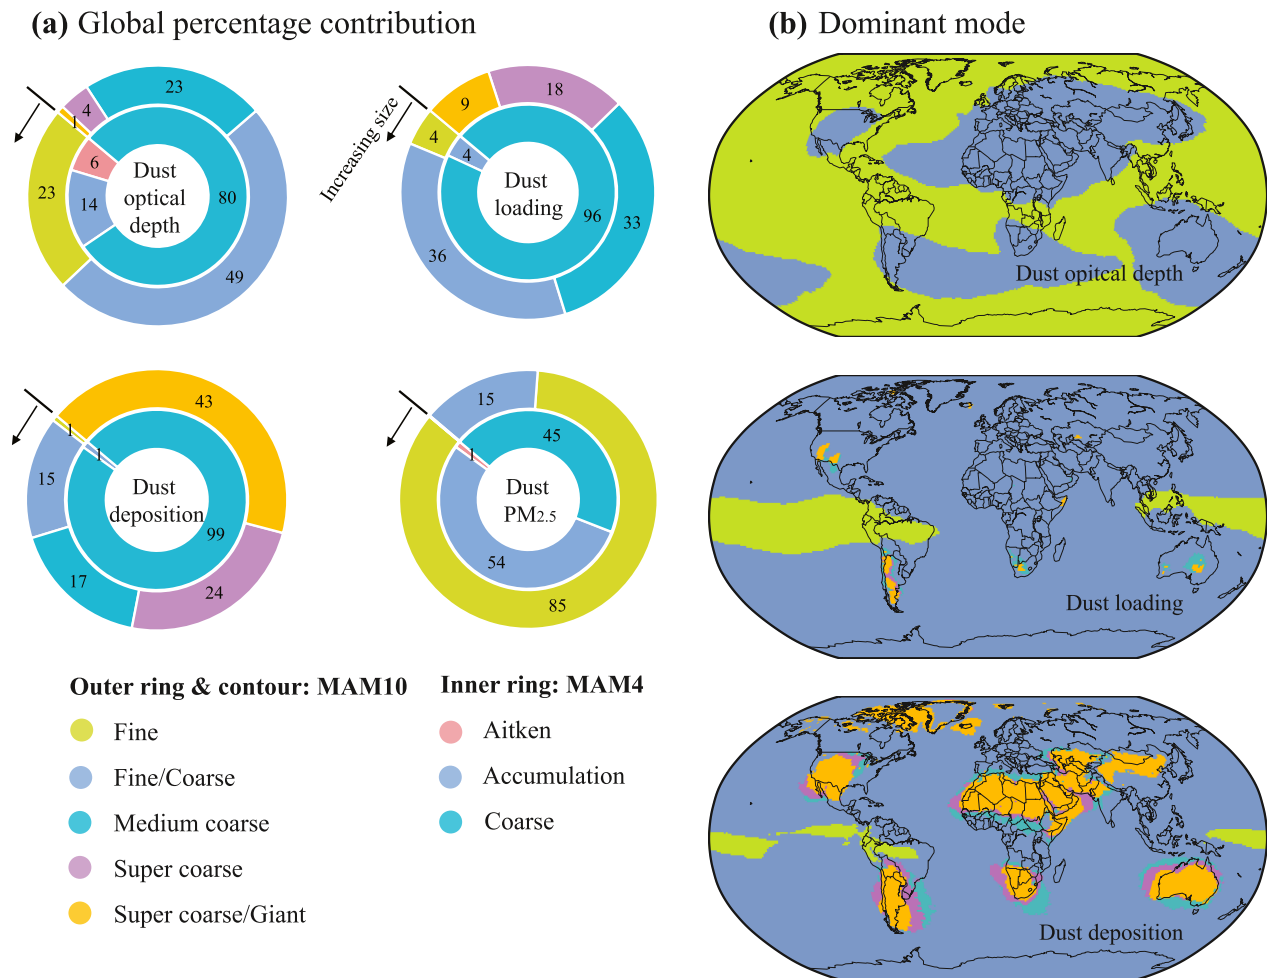 (a) Global percentage contribution
23
4
1
23
49
6
14
80
Dust
optical
depth
Increasing size
9
18
4
36
33
4
96
Dust
loading
43
1
15
17
24
1
99
Dust
deposition
15
85
45
1
54
Dust
PM2.5
Outer ring & contour: MAM10
Fine
Fine/Coarse
Medium coarse
Super coarse
Super coarse/Giant
Inner ring: MAM4
Aitken
Accumulation
Coarse
(b) Dominant mode
Dust opitcal depth
Dust loading
Dust deposition